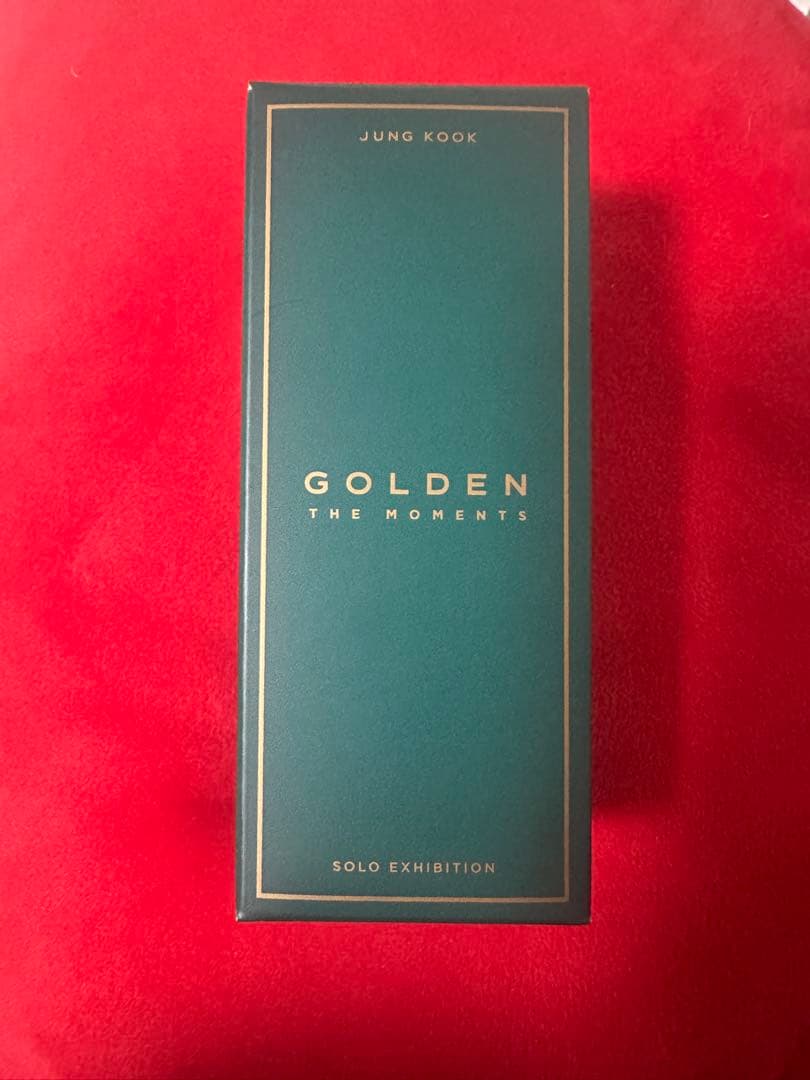 JUNG KOOK
GOLDEN
THE MOMENTS
SOLO EXHIBITION